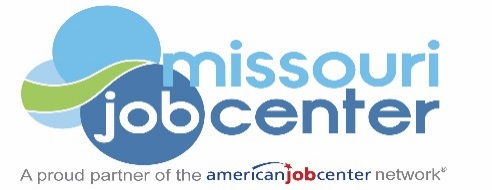 missouri
jobcenter
A proud partner of the americanjobcenter network®